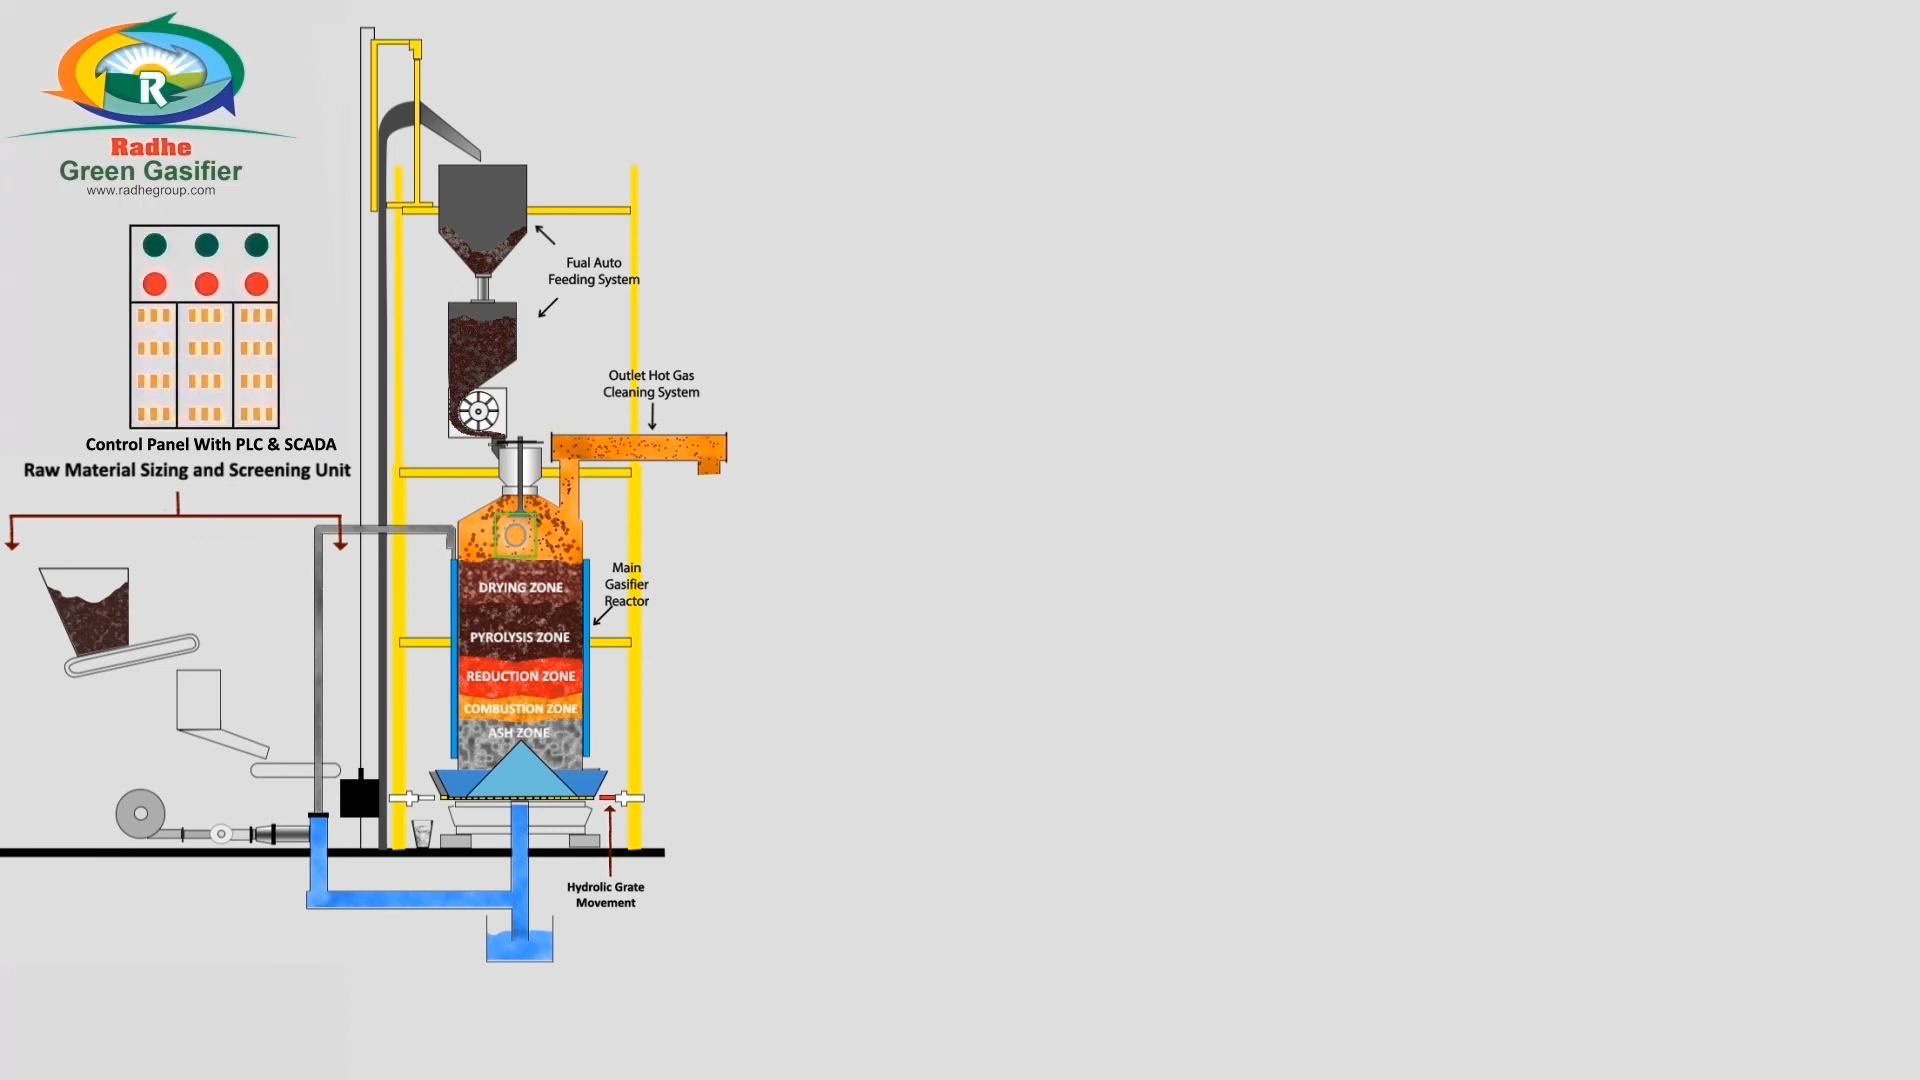 R
Radhe
Green Gasifier
www.radhegroup.com
Control Panel With PLC & SCADA
Raw Material Sizing and Screening Unit
Fual Auto
Feeding System
Outlet Hot Gas
Cleaning System
Main
Gasifier
Reactor
DRYING ZONE
PYROLYSIS ZONE
REDUCTION ZONE
COMBUSTION ZONE
ASH ZONE
Hydrolic Grate
Movement